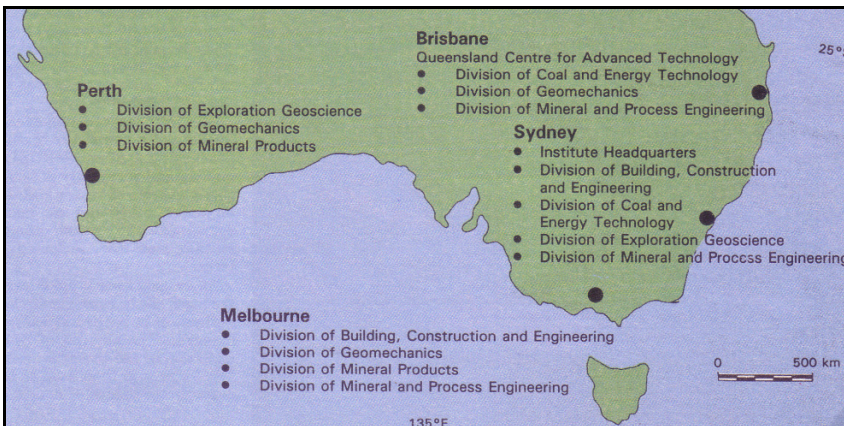 Brisbane
Queensland Centre for Advanced Technology
• Division of Coal and Energy Technology
• Division of Geomechanics
• Division of Mineral and Process Engineering
Perth
• Division of Exploration Geoscience
• Division of Geomechanics
• Division of Mineral Products
Sydney
• Institute Headquarters
• Division of Building, Construction
and Engineering
• Division of Coal and
Energy Technology
• Division of Exploration Geoscience
• Division of Mineral and Process Engineering
Melbourne
• Division of Building, Construction and Engineering
• Division of Geomechanics
• Division of Mineral Products
• Division of Mineral and Process Engineering
0 500 km
25°
135°E